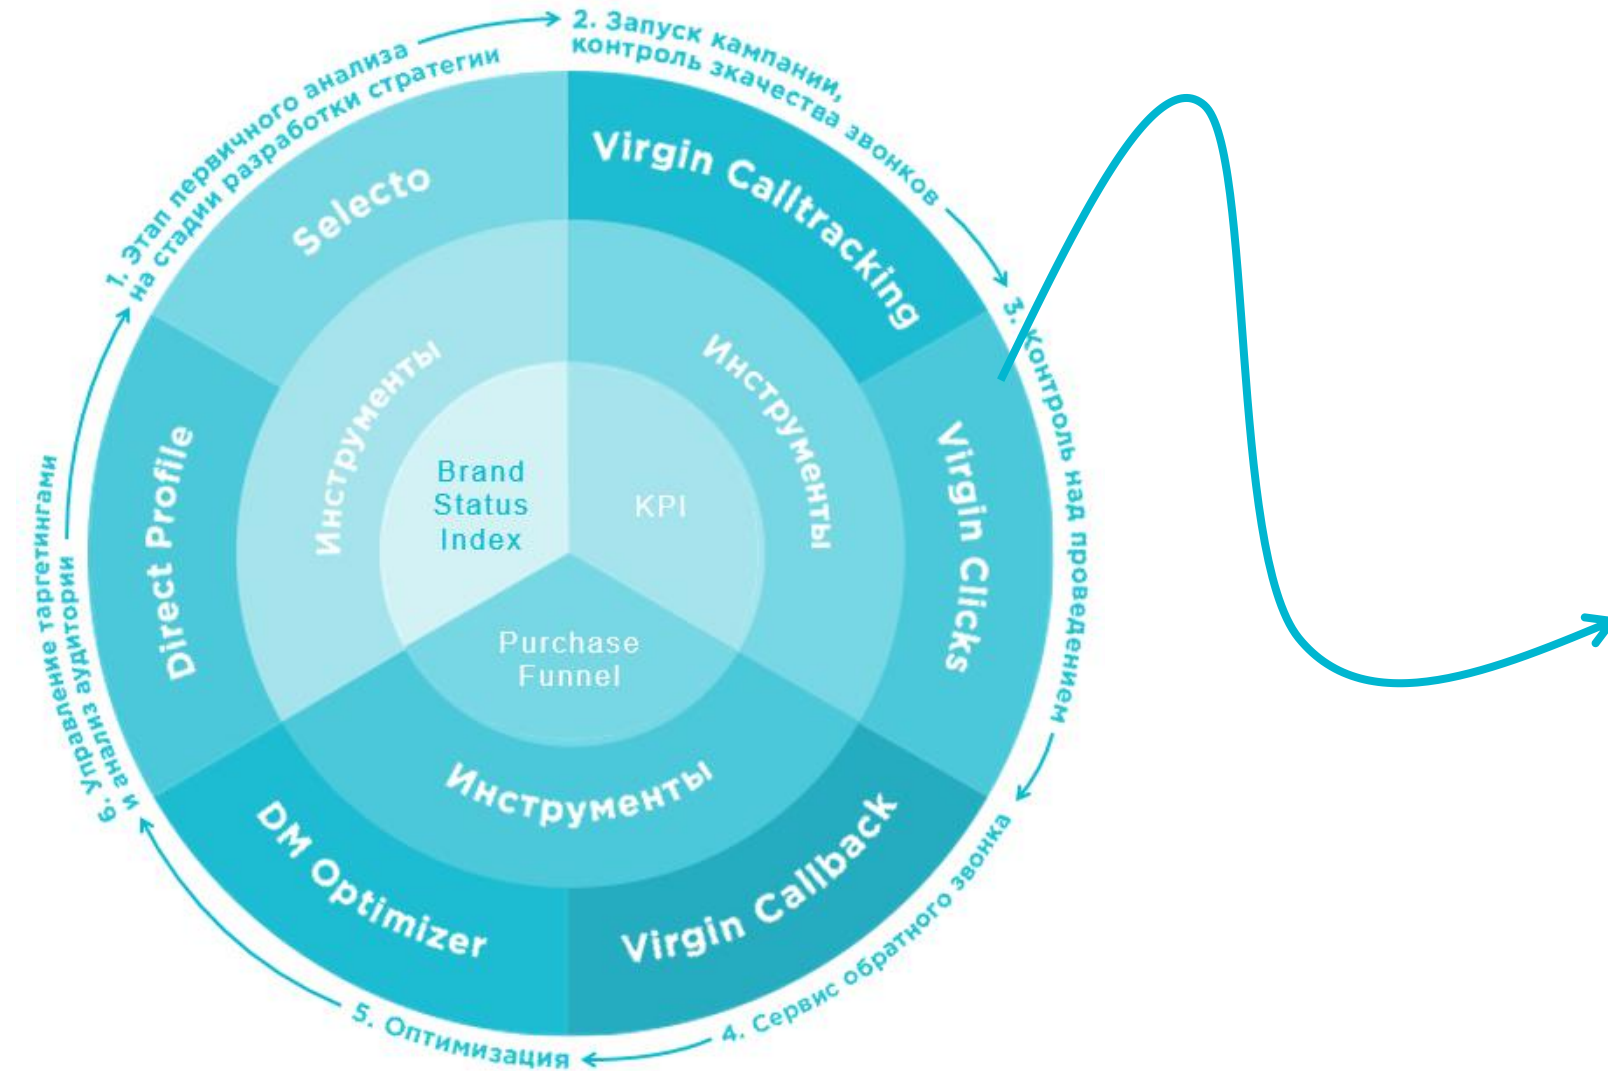 1. Этап первичного анализа
на стадии разработки стратегии
2. Запуск кампании,
контроль зкачества звонков
3. Контроль над проведением
4. Сервис обратного звонка
5. Оптимизация
6. Управление таргетингами
и анализ аудитории
Selecto
Virgin Calltracking
Virgin Clicks
Virgin Callback
DM Optimizer
Direct Profile
Инструменты
Инструменты
Инструменты
Brand
Status
Index
KPI
Purchase
Funnel